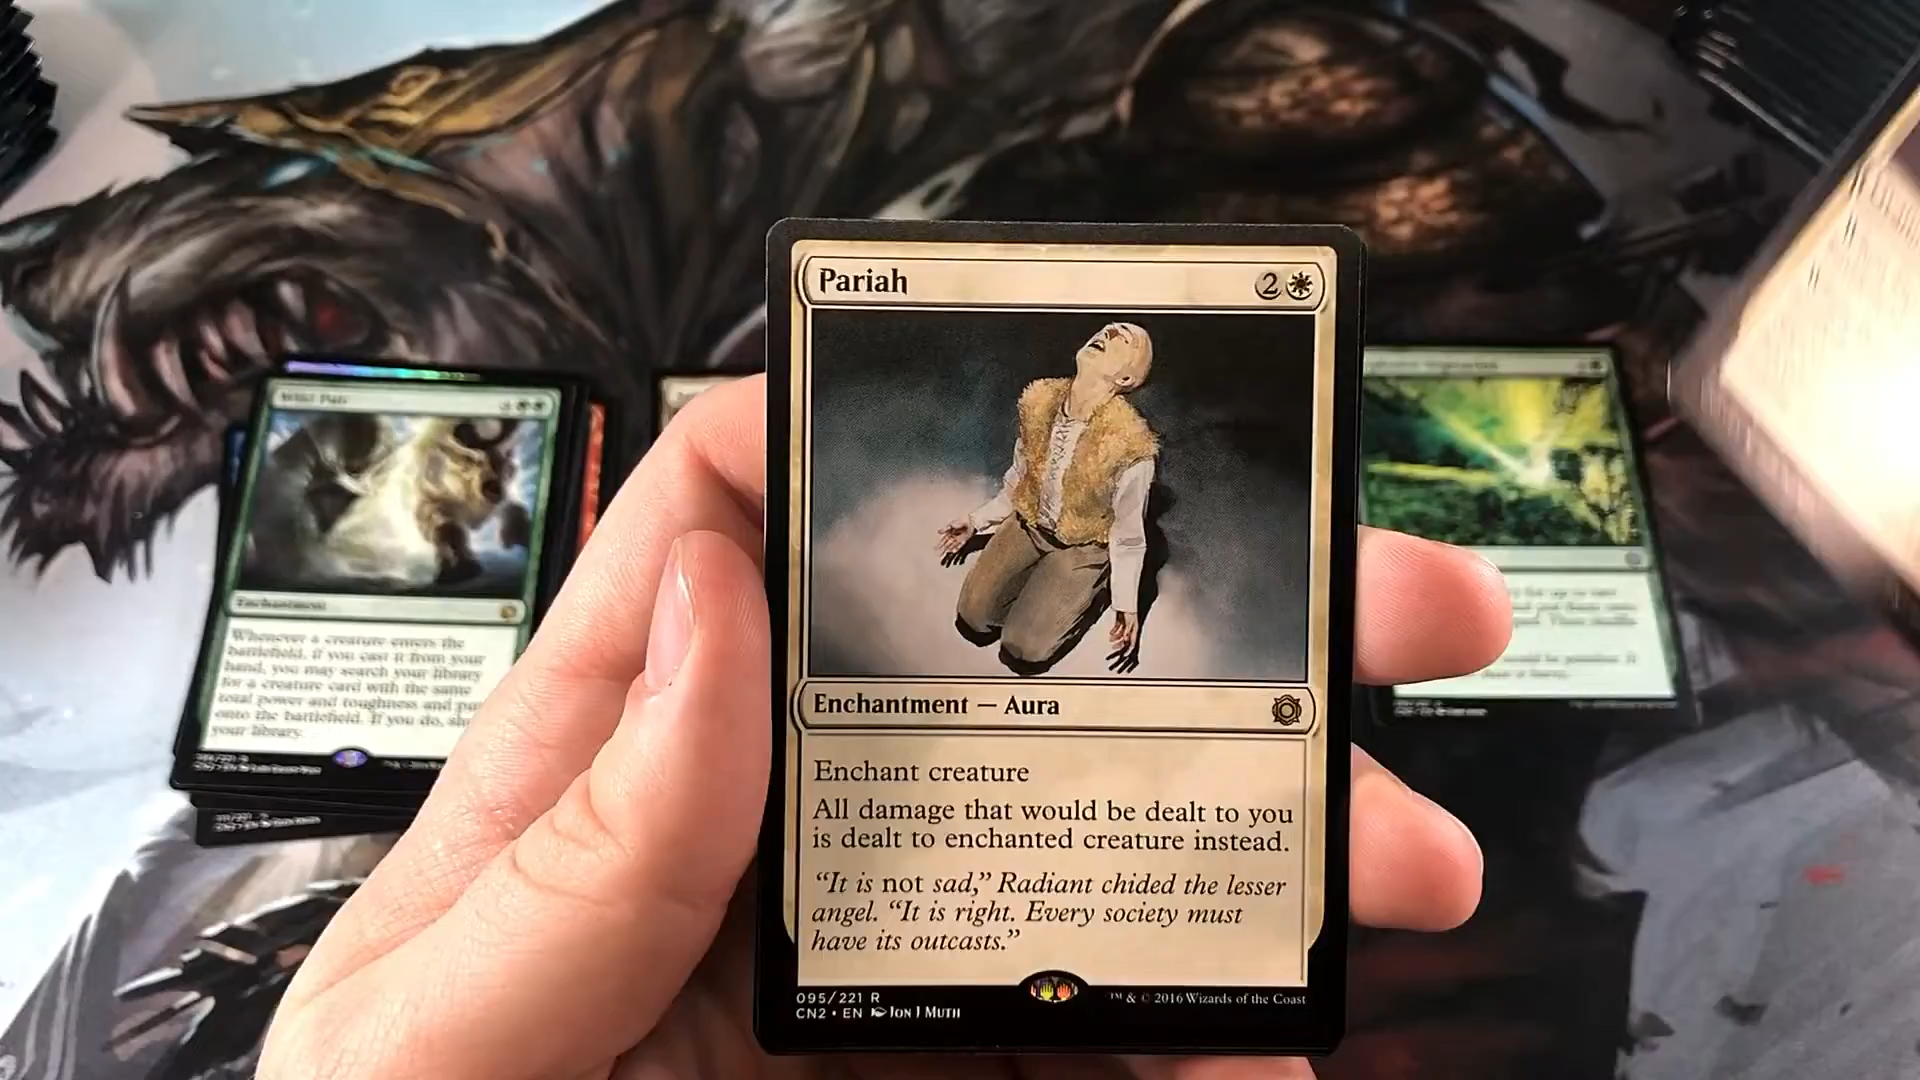 Pariah
2
Enchantment — Aura
Enchant creature
All damage that would be dealt to you
is dealt to enchanted creature instead.
“It is not sad,” Radiant chided the lesser
angel. “It is right. Every society must
have its outcasts.”
095/221 R
CN2 • EN Jon J Muth
™ & © 2016 Wizards of the Coast
Wild Pair
Enchantment
Whenever a creature enters the
battlefield, if you cast it from your
hand, you may search your library
for a creature card with the same
total power and toughness and pu
onto the battlefield. If you do, shu
your library.